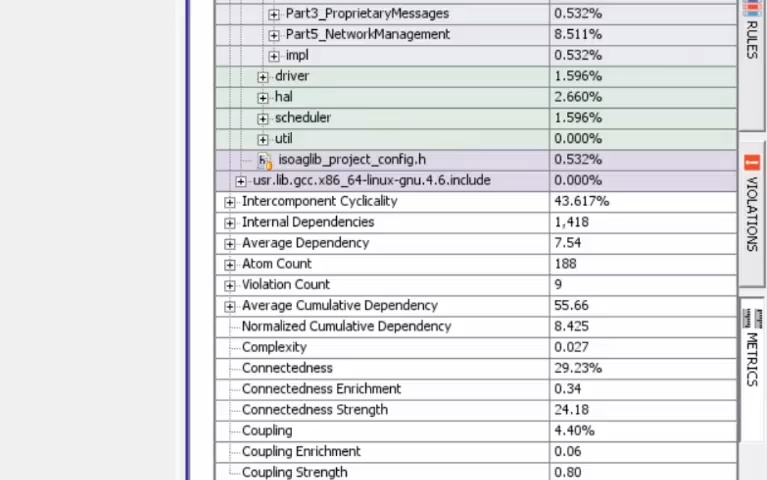 Part3_ProprietaryMessages 0.532%
Part5_NetworkManagement 8.511%
impl 0.532%
driver 1.596%
hal 2.660%
scheduler 1.596%
util 0.000%
isoaglib_project_config.h 0.532%
usr.lib.gcc.x86_64-linux-gnu.4.6.include 0.000%
Intercomponent Cyclicality 43.617%
Internal Dependencies 1,418
Average Dependency 7.54
Atom Count 188
Violation Count 9
Average Cumulative Dependency 55.66
Normalized Cumulative Dependency 8.425
Complexity 0.027
Connectedness 29.23%
Connectedness Enrichment 0.34
Connectedness Strength 24.18
Coupling 4.40%
Coupling Enrichment 0.06
Coupling Strength 0.80
RULES
VIOLATIONS
METRICS